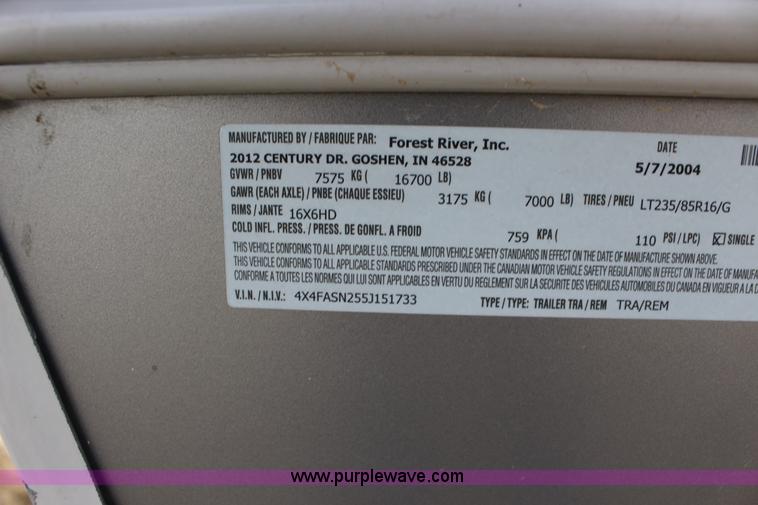 MANUFACTURED BY / FABRIQUE PAR: Forest River, Inc. DATE
2012 CENTURY DR. GOSHEN, IN 46528 5/7/2004
GVWR / PNBV 7575 KG ( 16700 LB)
GAWR (EACH AXLE) / PNBE (CHAQUE ESSIEU) 3175 KG ( 7000 LB) TIRES / PNEU LT235/85R16/G
RIMS / JANTE 16X6HD
COLD INFL. PRESS. / PRESS. DE GONFL. A FROID 759 KPA ( 110 PSI / LPC) ☑ SINGLE
THIS VEHICLE CONFORMS TO ALL APPLICABLE U.S. FEDERAL MOTOR VEHICLE SAFETY STANDARDS IN EFFECT ON THE DATE OF MANUFACTURE SHOWN ABOVE.
THIS VEHICLE CONFORMS TO ALL APPLICABLE STANDARDS PRESCRIBED UNDER THE CANADIAN MOTOR VEHICLE SAFETY REGULATIONS IN EFFECT ON THE DATE OF MANUFA
CONFORME A TOUTES LES NORMES QUI LUI SONT APPLICABLES EN VERTU DU REGLEMENT SUR LA SECURITE DES VEHICULES AUTOMOBILES DU CANADA EN VIGUEUR A LA D
V.I.N. / N.I.V.: 4X4FASN255J151733 TYPE / TYPE: TRAILER TRA / REM TRA/REM
www.purplewave.com